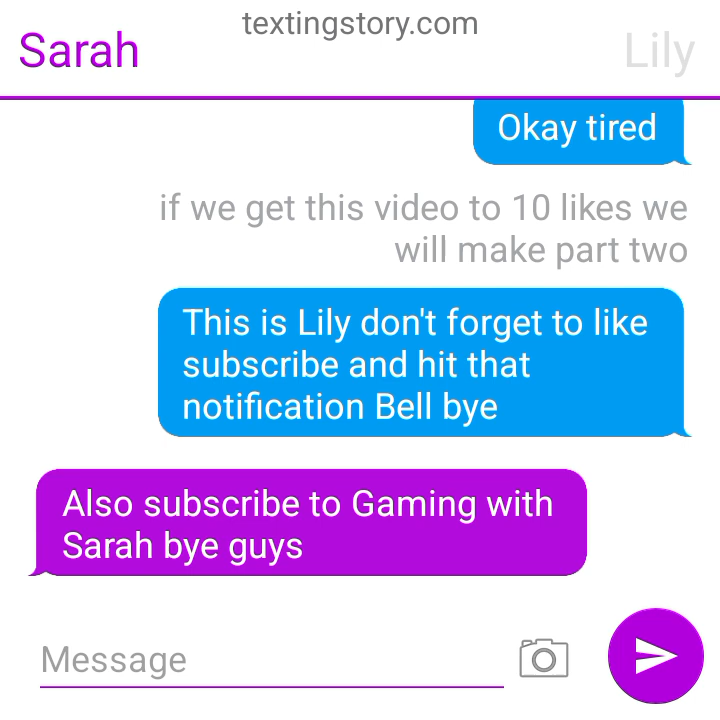 textingstory.com
Sarah
Lily
Okay tired
if we get this video to 10 likes we
will make part two
This is Lily don't forget to like
subscribe and hit that
notification Bell bye
Also subscribe to Gaming with
Sarah bye guys
Message